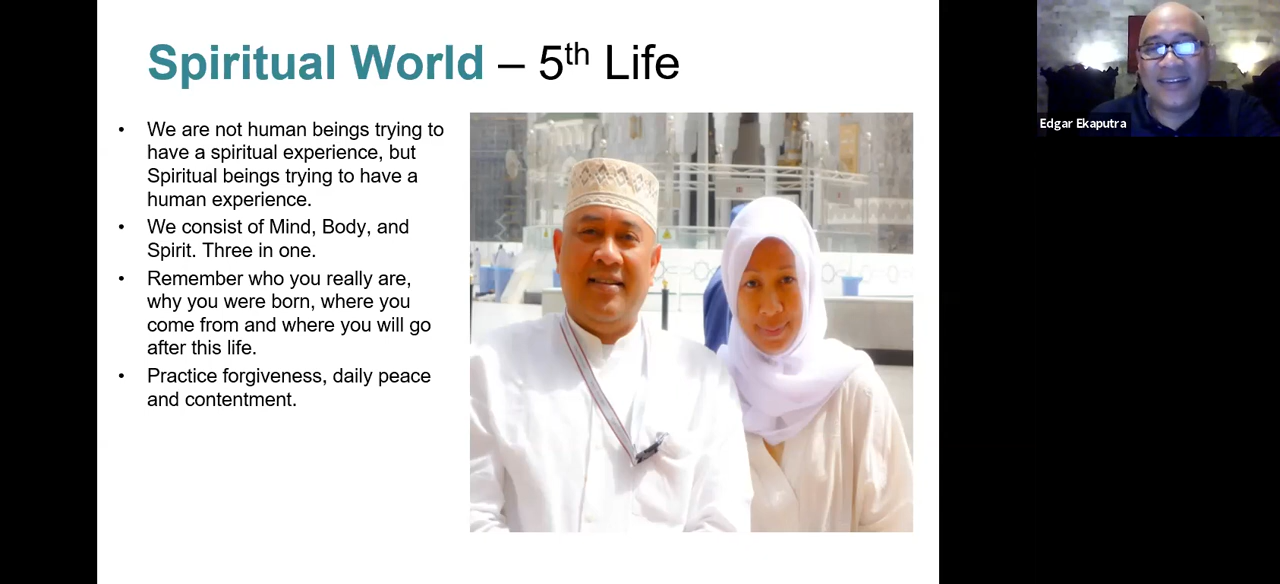 Spiritual World – 5th Life
• We are not human beings trying to
have a spiritual experience, but
Spiritual beings trying to have a
human experience.
• We consist of Mind, Body, and
Spirit. Three in one.
• Remember who you really are,
why you were born, where you
come from and where you will go
after this life.
• Practice forgiveness, daily peace
and contentment.
Edgar Ekaputra